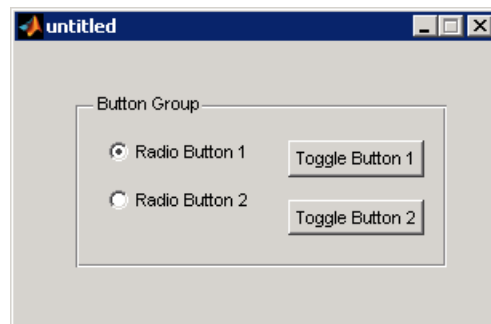 untitled
Button Group
Radio Button 1
Toggle Button 1
Radio Button 2
Toggle Button 2